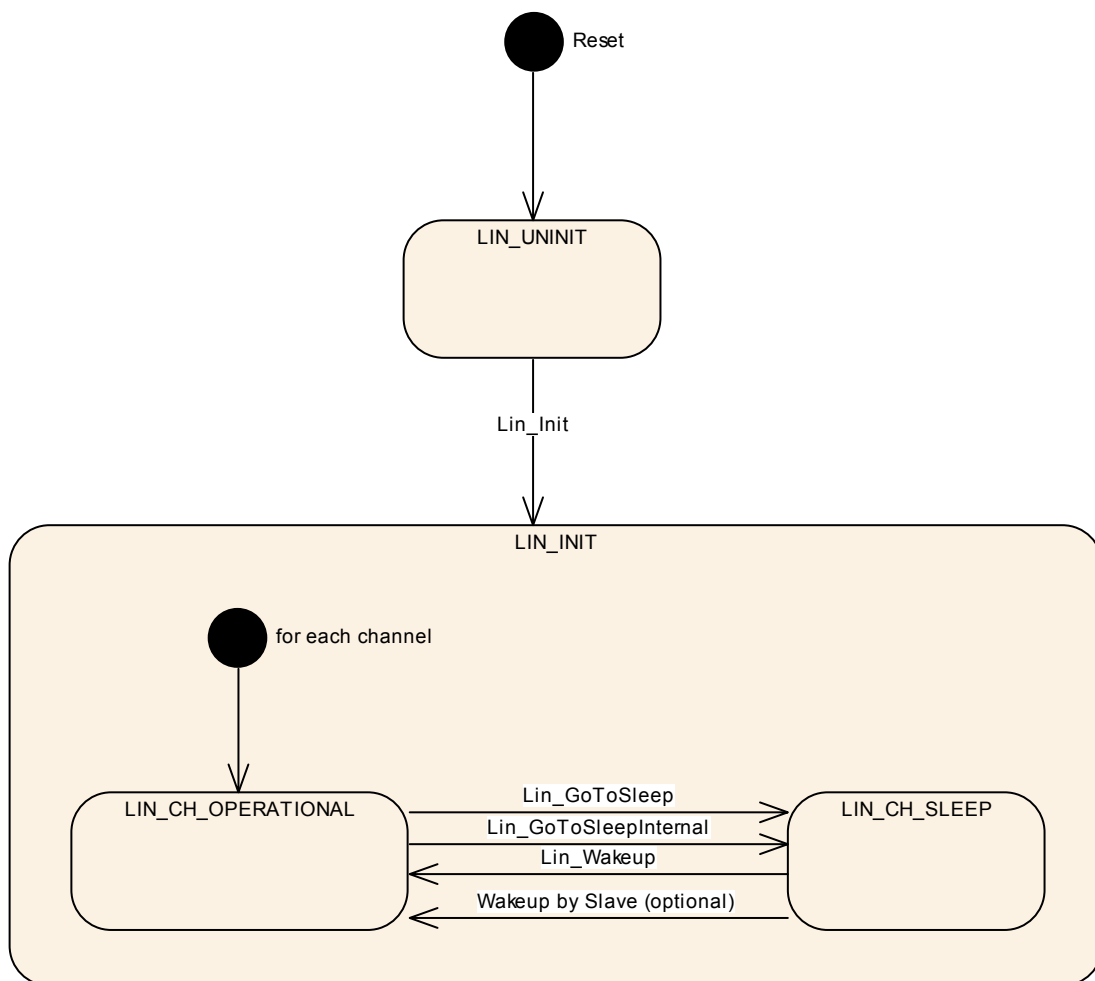 Reset
LIN_UNINIT
Lin_Init
LIN_INIT
for each channel
LIN_CH_OPERATIONAL
Lin_GoToSleep
LIN_CH_SLEEP
Lin_GoToSleepInternal
Lin_Wakeup
Wakeup by Slave (optional)